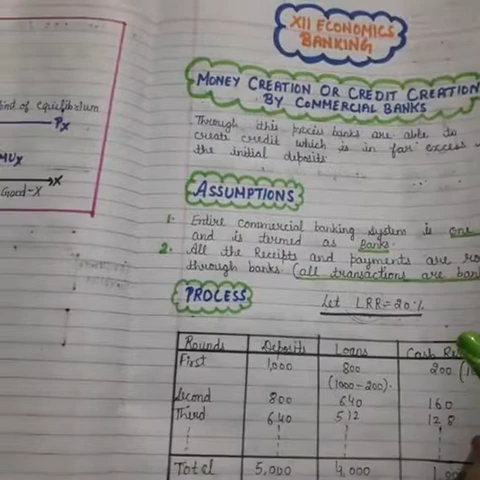 XII ECONOMICS
BANKING
MONEY CREATION OR CREDIT CREATION
BY COMMERCIAL BANKS
Through this process banks are able to
create credit which is in far excess
the initial deposits
ASSUMPTIONS
1. Entire commercial banking system is one
and is termed as Banks.
2. All the Receipts and payments are
through banks (all transactions are
PROCESS
Let LRR = 20%
Rounds Deposits Loans Cash
First 1,000 800 200
(1000-200).
Second 800 640 160
Third 640 512 128
Total 5,000 4,000
of equilibrium
Px
MUx
X
Good-X